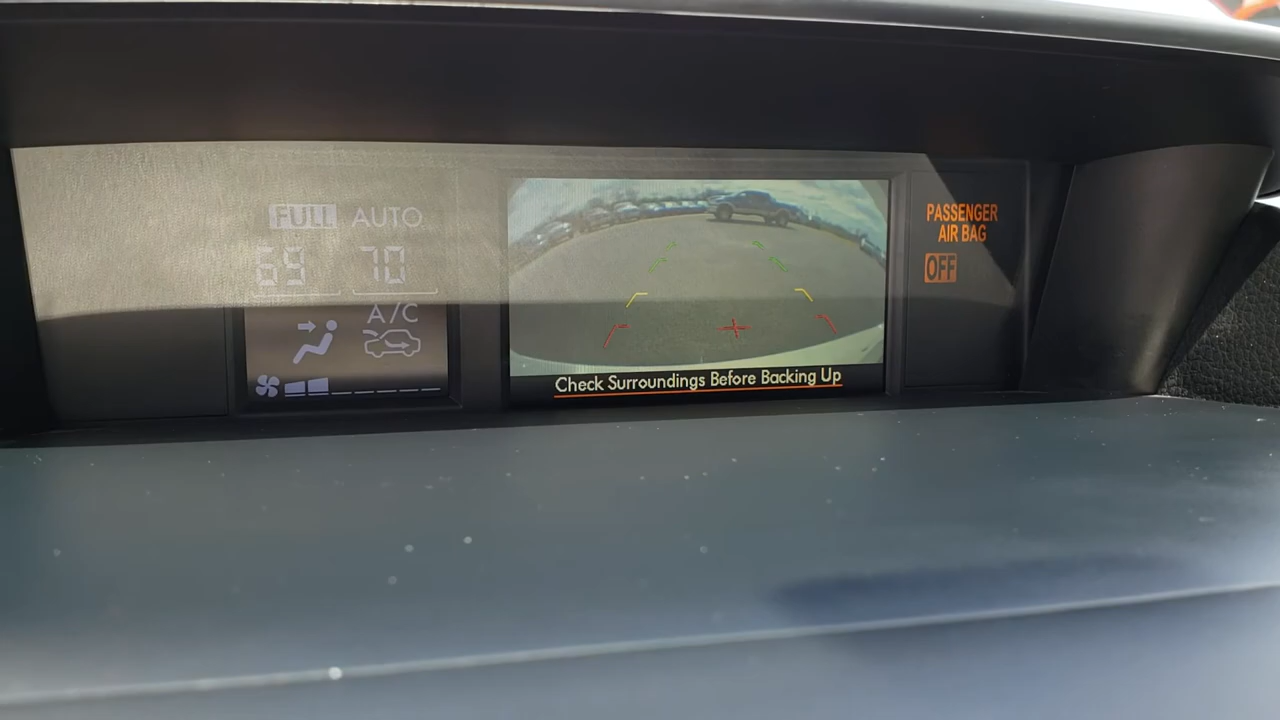 FULL AUTO
69 70
A/C
Check Surroundings Before Backing Up
PASSENGER
AIR BAG
OFF